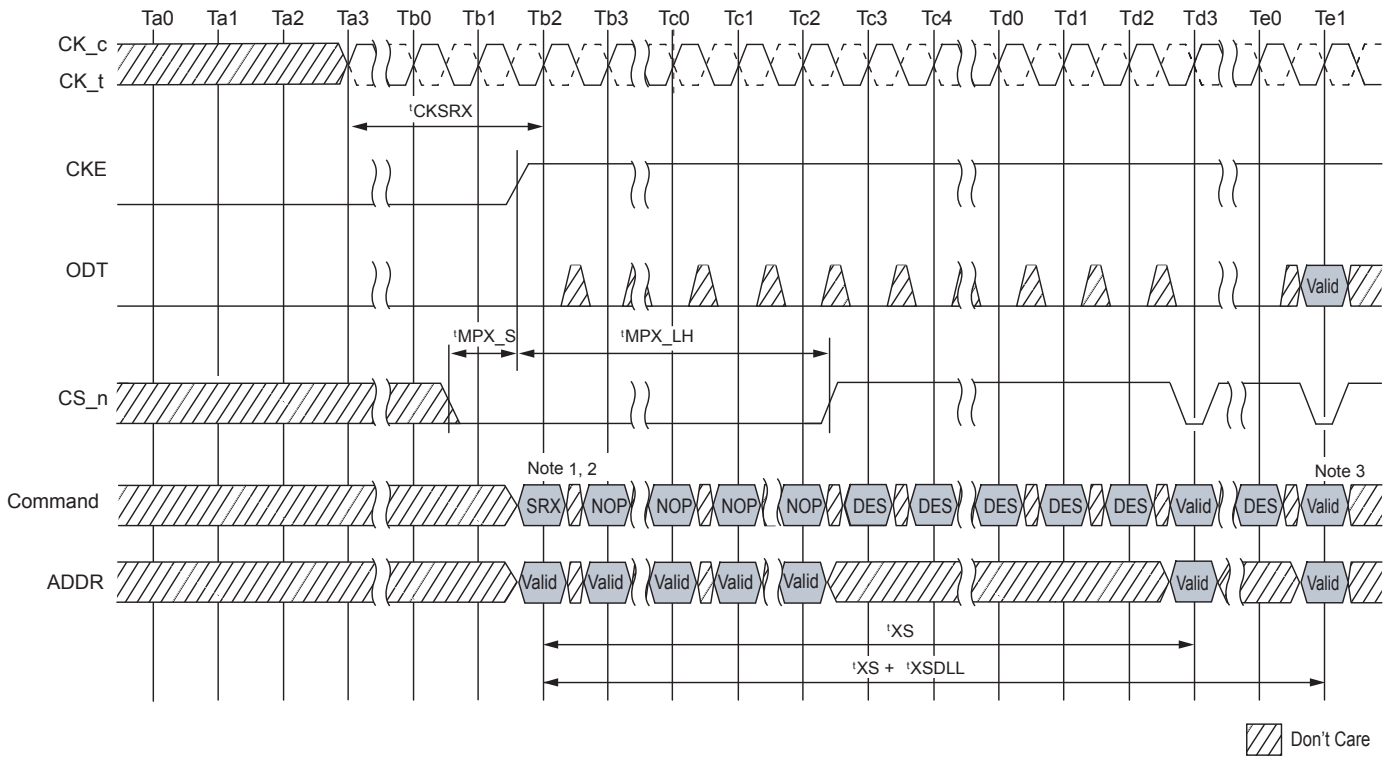 Ta0 Ta1 Ta2 Ta3 Tb0 Tb1 Tb2 Tb3 Tc0 Tc1 Tc2 Tc3 Tc4 Td0 Td1 Td2 Td3 Te0 Te1
CK_c
CK_t
tCKSRX
CKE
ODT
Valid
tMPX_S tMPX_LH
CS_n
Note 1, 2 Note 3
Command SRX NOP NOP NOP NOP DES DES DES DES DES Valid DES Valid
ADDR Valid Valid Valid Valid Valid Valid Valid
tXS
tXS + tXSDLL
Don't Care